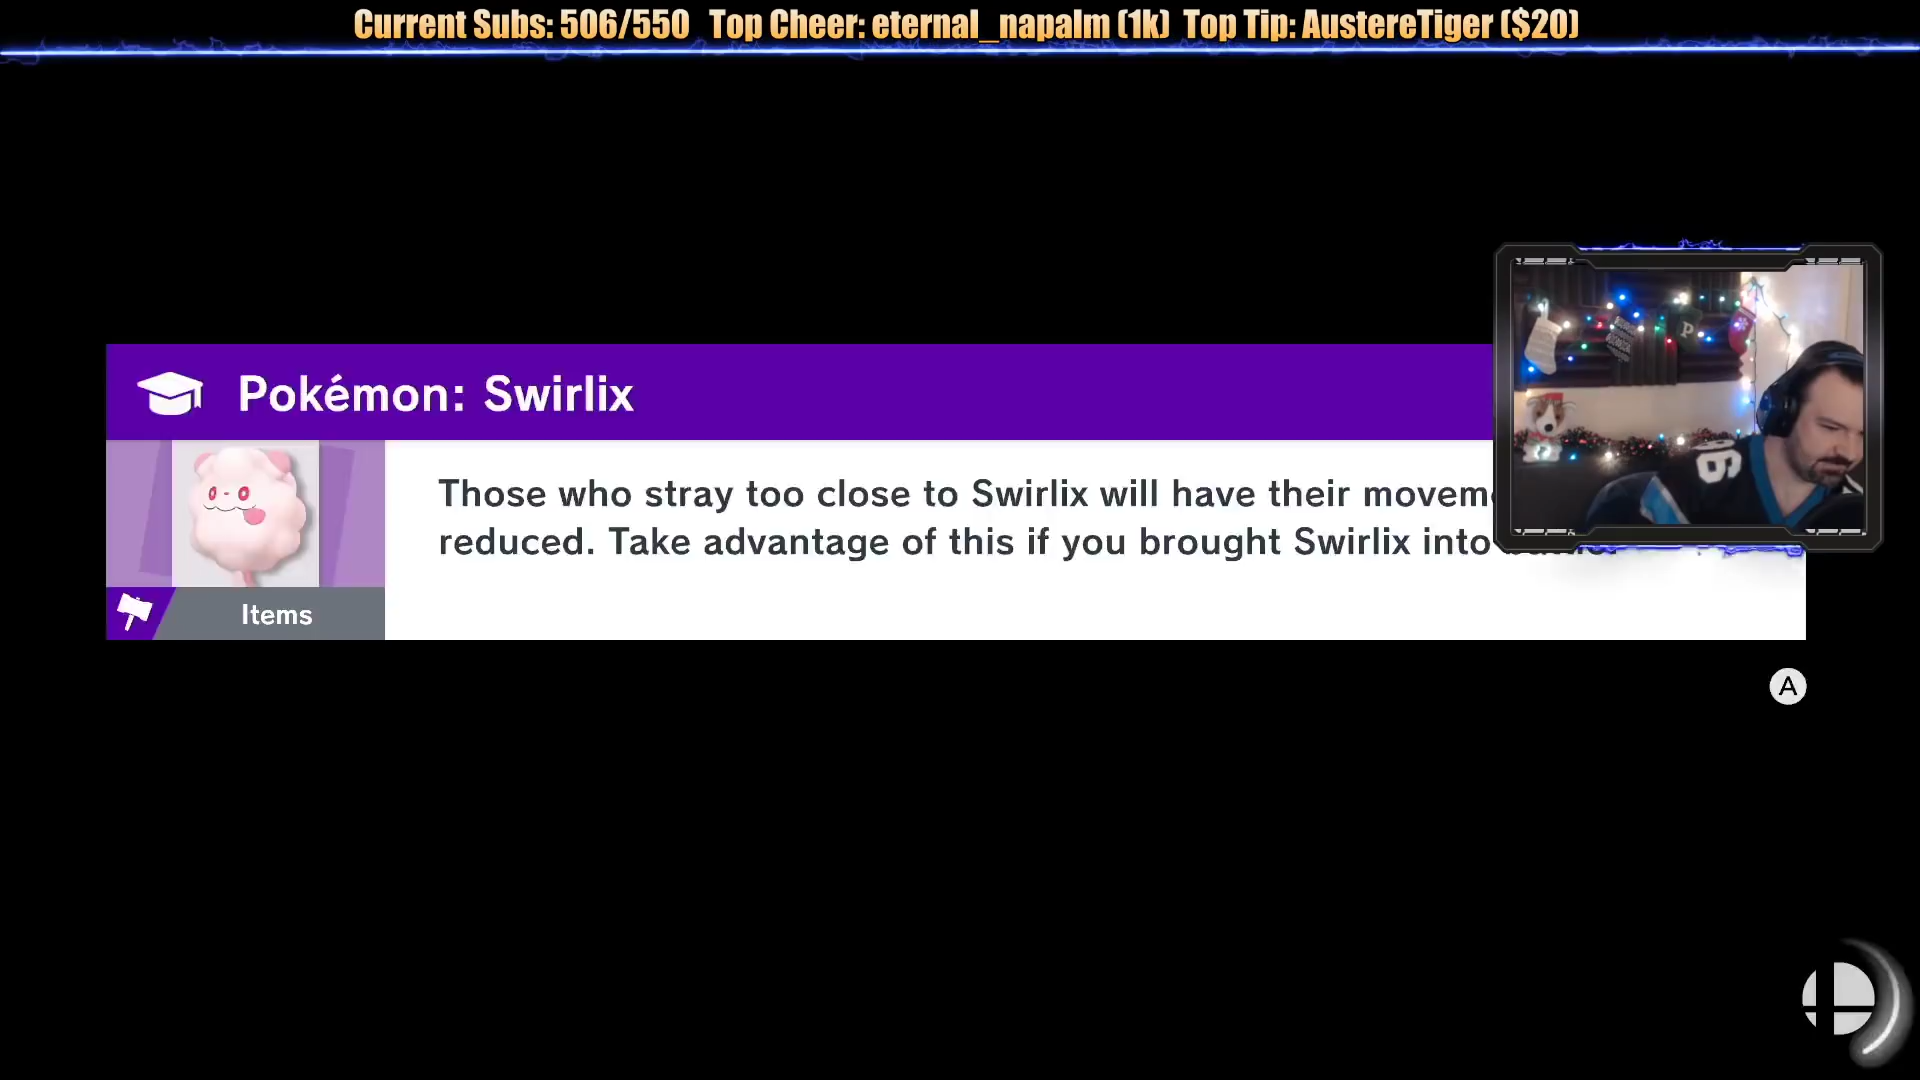 Current Subs: 506/550 Top Cheer: eternal_napalm (1k) Top Tip: AustereTiger ($20)
Pokémon: Swirlix
Those who stray too close to Swirlix will have their
reduced. Take advantage of this if you brought Swirlix into
Items
A
P